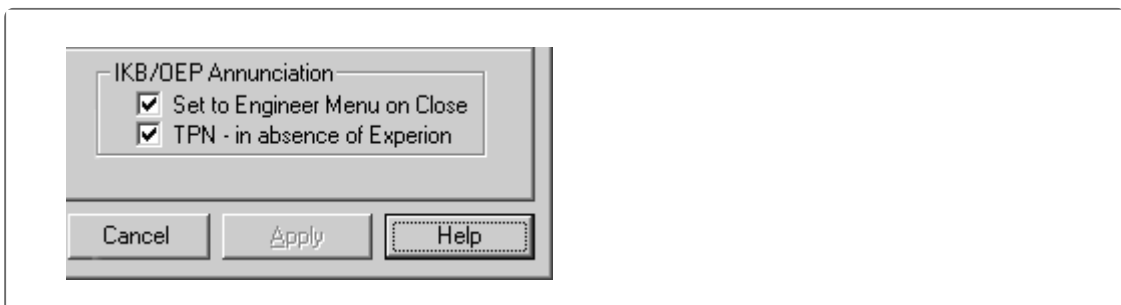 IKB/OEP Annunciation
Set to Engineer Menu on Close
TPN - in absence of Experion
Cancel Apply Help